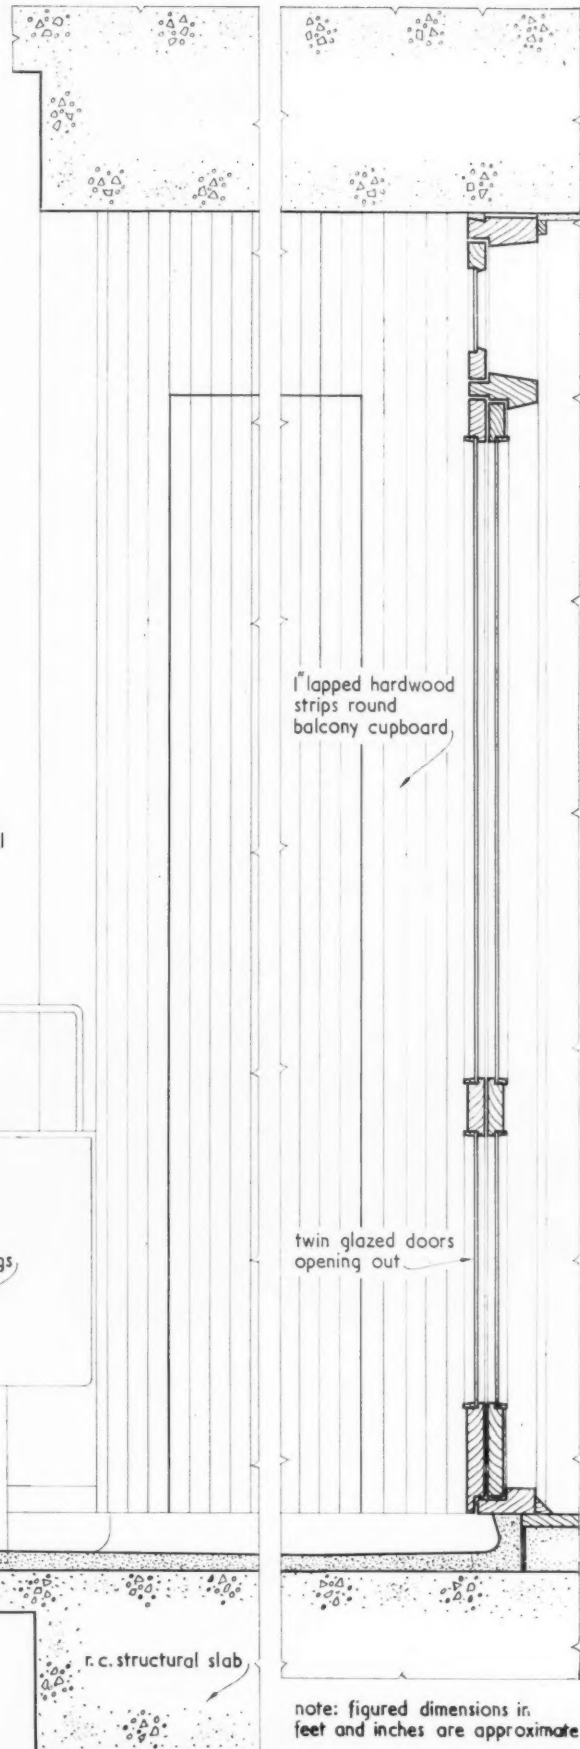 1" lapped hardwood
strips round
balcony cupboard
twin glazed doors
opening out
r.c. structural slab
note: figured dimensions in
feet and inches are approximate